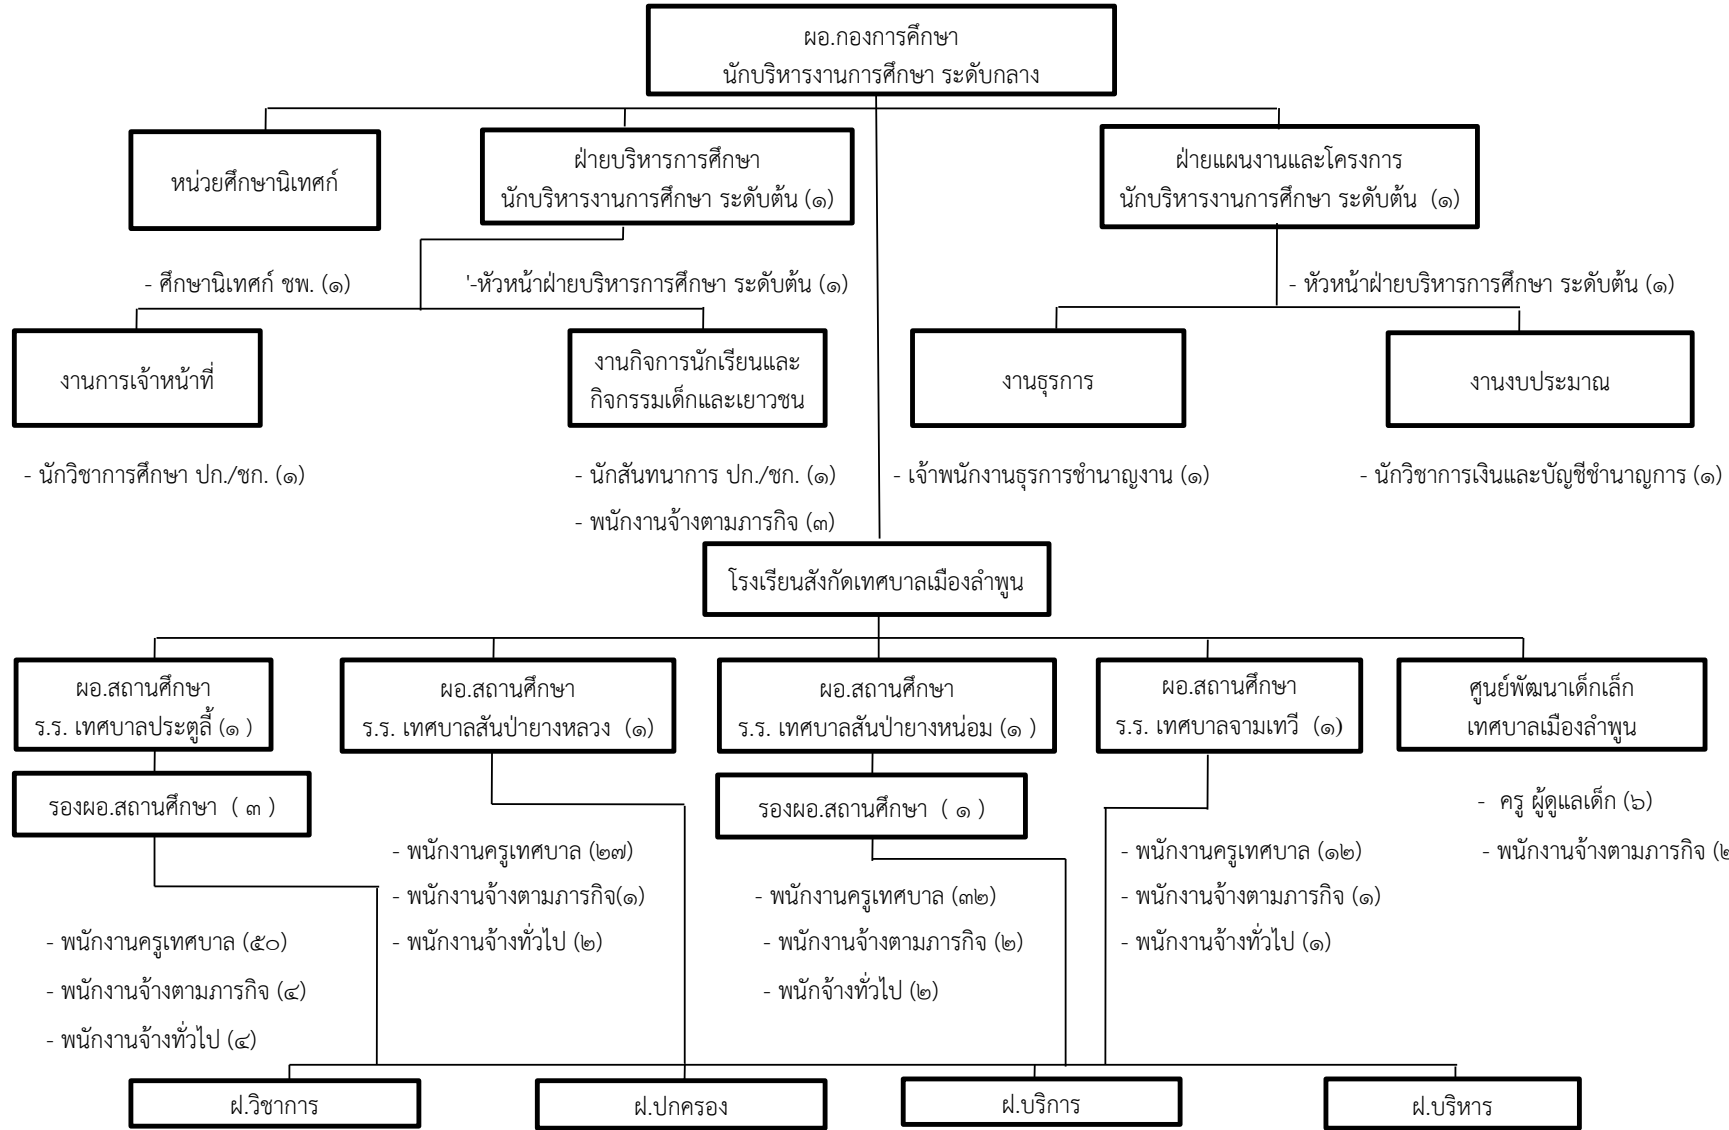 ผอ.กองการศึกษา
นักบริหารงานการศึกษา ระดับกลาง
หน่วยศึกษานิเทศก์
ฝ่ายบริหารการศึกษา
นักบริหารงานการศึกษา ระดับต้น (๑)
ฝ่ายแผนงานและโครงการ
นักบริหารงานการศึกษา ระดับต้น (๑)
- ศึกษานิเทศก์ ชพ. (๑)
'-หัวหน้าฝ่ายบริหารการศึกษา ระดับต้น (๑)
- หัวหน้าฝ่ายบริหารการศึกษา ระดับต้น (๑)
งานการเจ้าหน้าที่
งานกิจการนักเรียนและ
กิจกรรมเด็กและเยาวชน
งานธุรการ
งานงบประมาณ
- นักวิชาการศึกษา ปก./ชก. (๑)
- นักสันทนาการ ปก./ชก. (๑)
- พนักงานจ้างตามภารกิจ (๓)
- เจ้าพนักงานธุรการชำนาญงาน (๑)
- นักวิชาการเงินและบัญชีชำนาญการ (๑)
โรงเรียนสังกัดเทศบาลเมืองลำพูน
ผอ.สถานศึกษา
ร.ร. เทศบาลประตูลี้ (๑ )
ผอ.สถานศึกษา
ร.ร. เทศบาลสันป่ายางหลวง (๑)
ผอ.สถานศึกษา
ร.ร. เทศบาลสันป่ายางหน่อม (๑ )
ผอ.สถานศึกษา
ร.ร. เทศบาลจามเทวี (๑)
ศูนย์พัฒนาเด็กเล็ก
เทศบาลเมืองลำพูน
รองผอ.สถานศึกษา ( ๓ )
รองผอ.สถานศึกษา ( ๑ )
- ครู ผู้ดูแลเด็ก (๖)
- พนักงานจ้างตามภารกิจ (๒
- พนักงานครูเทศบาล (๒๗)
- พนักงานจ้างตามภารกิจ(๑)
- พนักงานจ้างทั่วไป (๒)
- พนักงานครูเทศบาล (๑๒)
- พนักงานจ้างตามภารกิจ (๑)
- พนักงานจ้างทั่วไป (๑)
- พนักงานครูเทศบาล (๓๒)
- พนักงานจ้างตามภารกิจ (๒)
- พนักจ้างทั่วไป (๒)
- พนักงานครูเทศบาล (๕๐)
- พนักงานจ้างตามภารกิจ (๔)
- พนักงานจ้างทั่วไป (๔)
ฝ.วิชาการ
ฝ.ปกครอง
ฝ.บริการ
ฝ.บริหาร